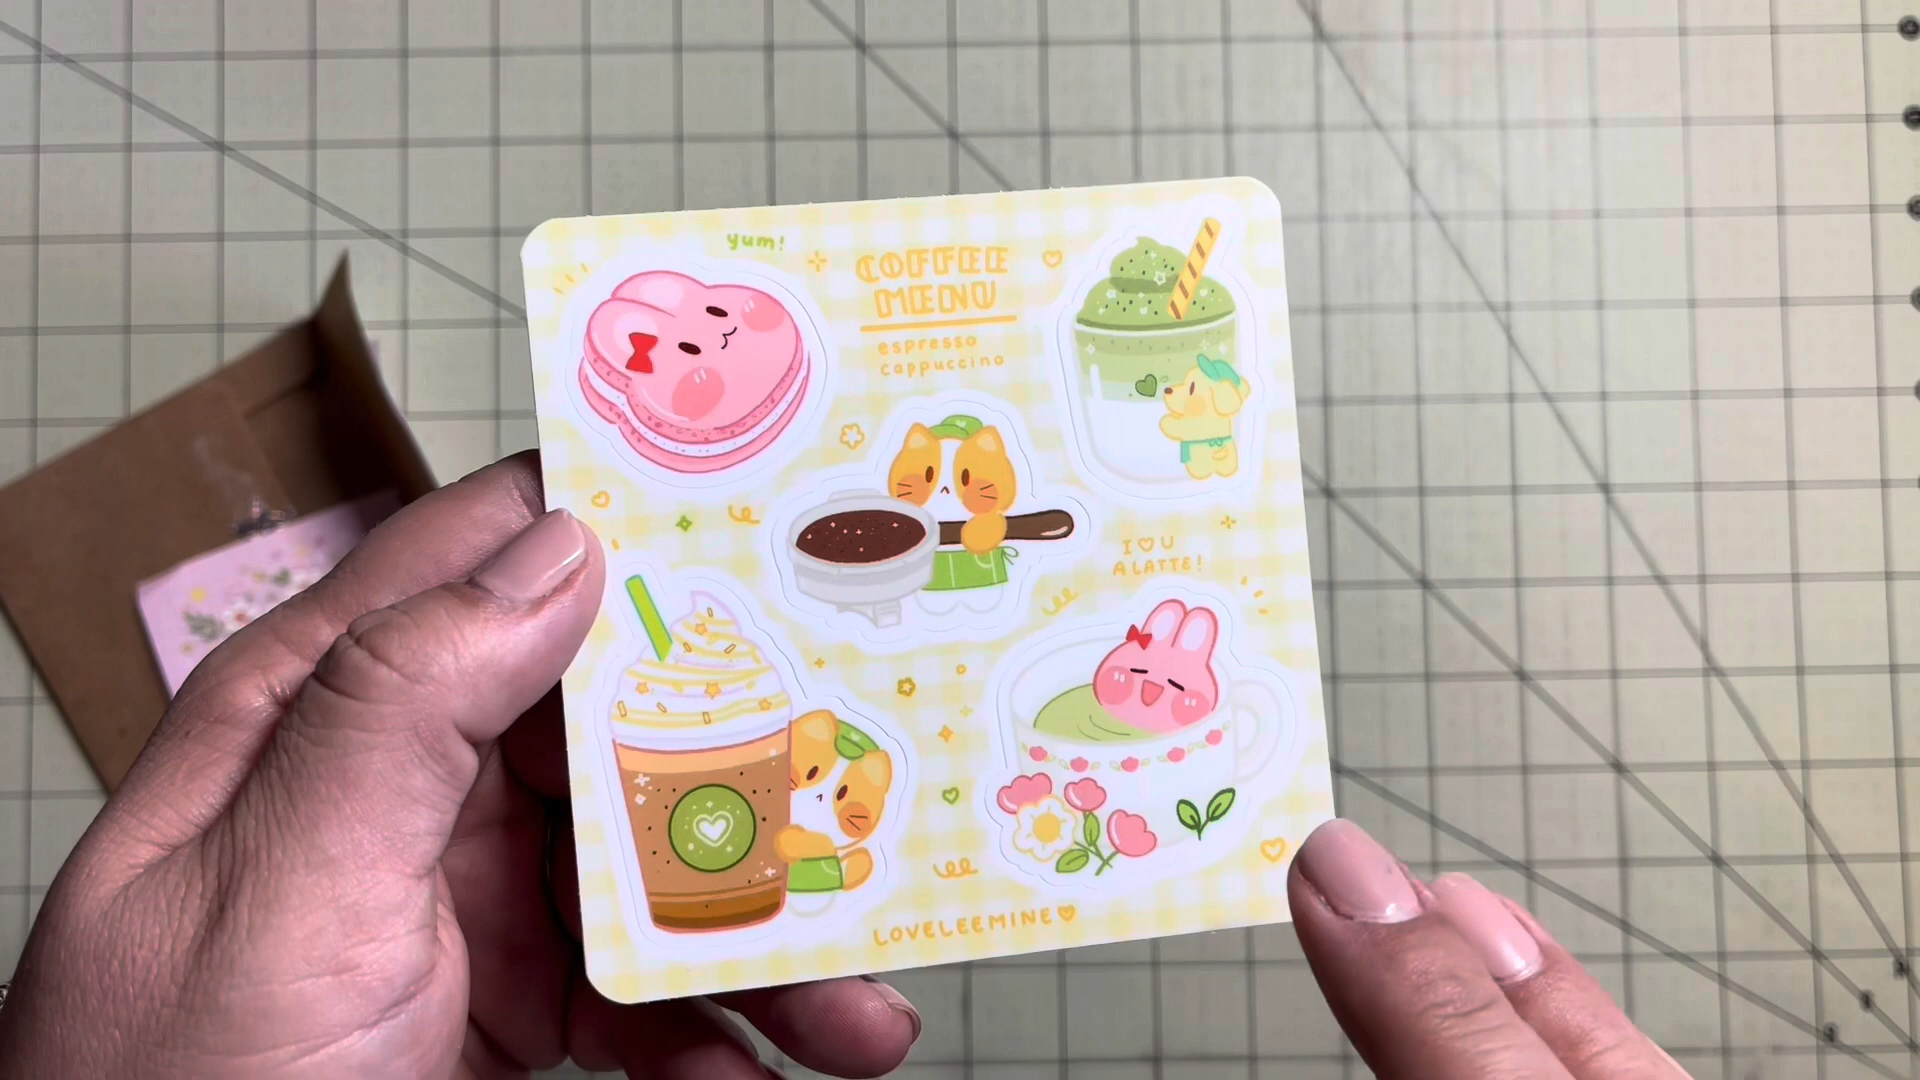 yum!
COFFEE
MENU
espresso
cappuccino
I ♡ U
A LATTE!
LOVELEEMINE ♡